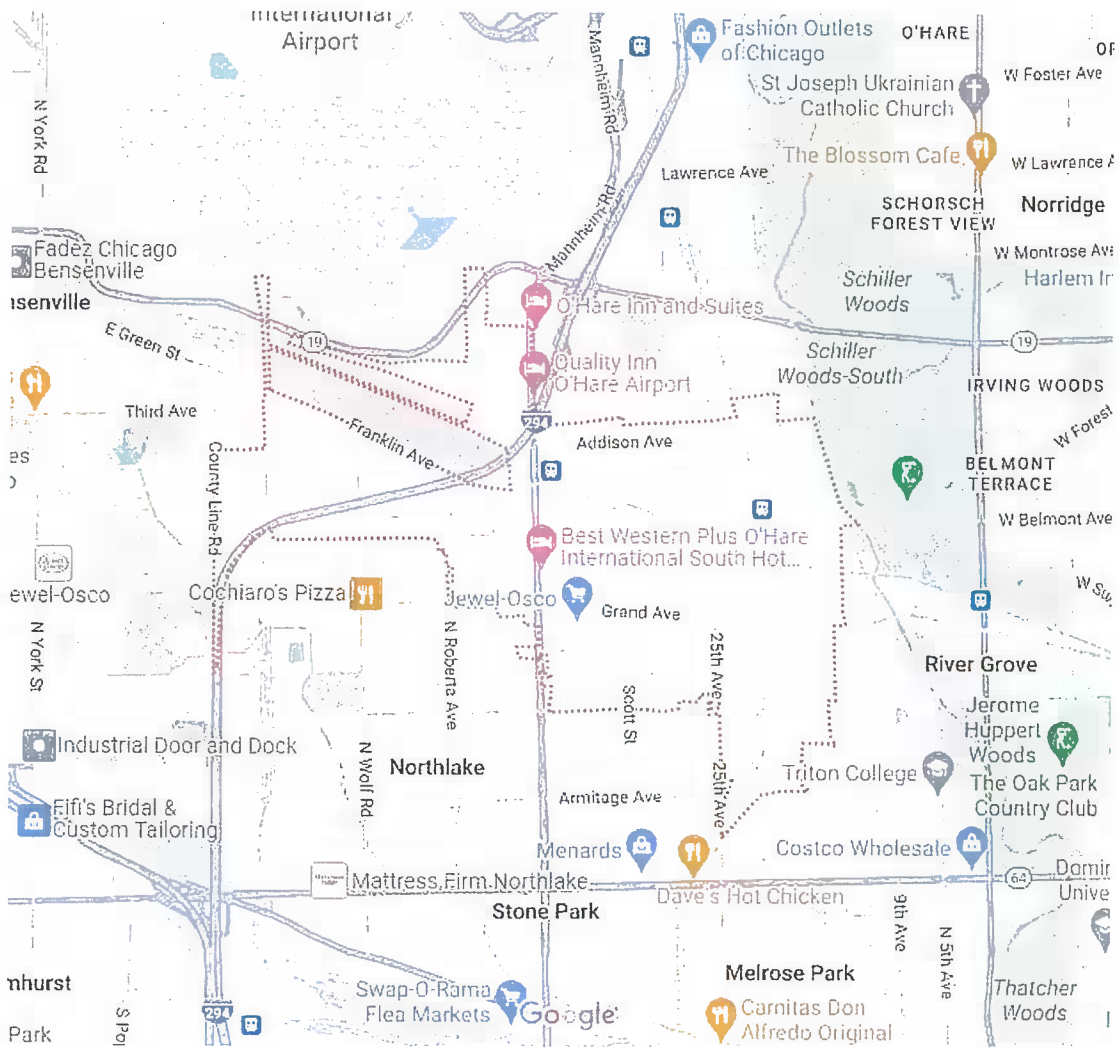 International
Airport
Mannheim Rd
Fashion Outlets
of Chicago
O'HARE
W Foster Ave
St Joseph Ukrainian
Catholic Church
N York Rd
The Blossom Cafe
W Lawrence
Lawrence Ave
Mannheim Rd
SCHORSCH
FOREST VIEW
Norridge
Fadez Chicago
Bensenville
W Montrose Ave
Schiller
Woods
O'Hare Inn and Suites
19
E Green St
Schiller
Woods-South
19
Quality Inn
O'Hare Airport
IRVING WOODS
Third Ave
294
Addison Ave
W Forest
Franklin Ave
County Line Rd
BELMONT
TERRACE
W Belmont Ave
Best Western Plus O'Hare
International South Hot...
Cochiaro's Pizza
Jewel-Osco
Grand Ave
ewel-Osco
N York St
N Roberta Ave
25th Ave
River Grove
Scott St
Jerome
Huppert
Woods
Industrial Door and Dock
N Wolf Rd
Northlake
25th Ave
Triton College
The Oak Park
Country Club
Armitage Ave
Fifi's Bridal &
Custom Tailoring
Menards
Costco Wholesale
Mattress Firm Northlake
Dave's Hot Chicken
64
Stone Park
9th Ave
N 5th Ave
Melrose Park
Swap-O-Rama
Flea Markets
Google
Thatcher
Woods
294
Carnitas Don
Alfredo Original
Park